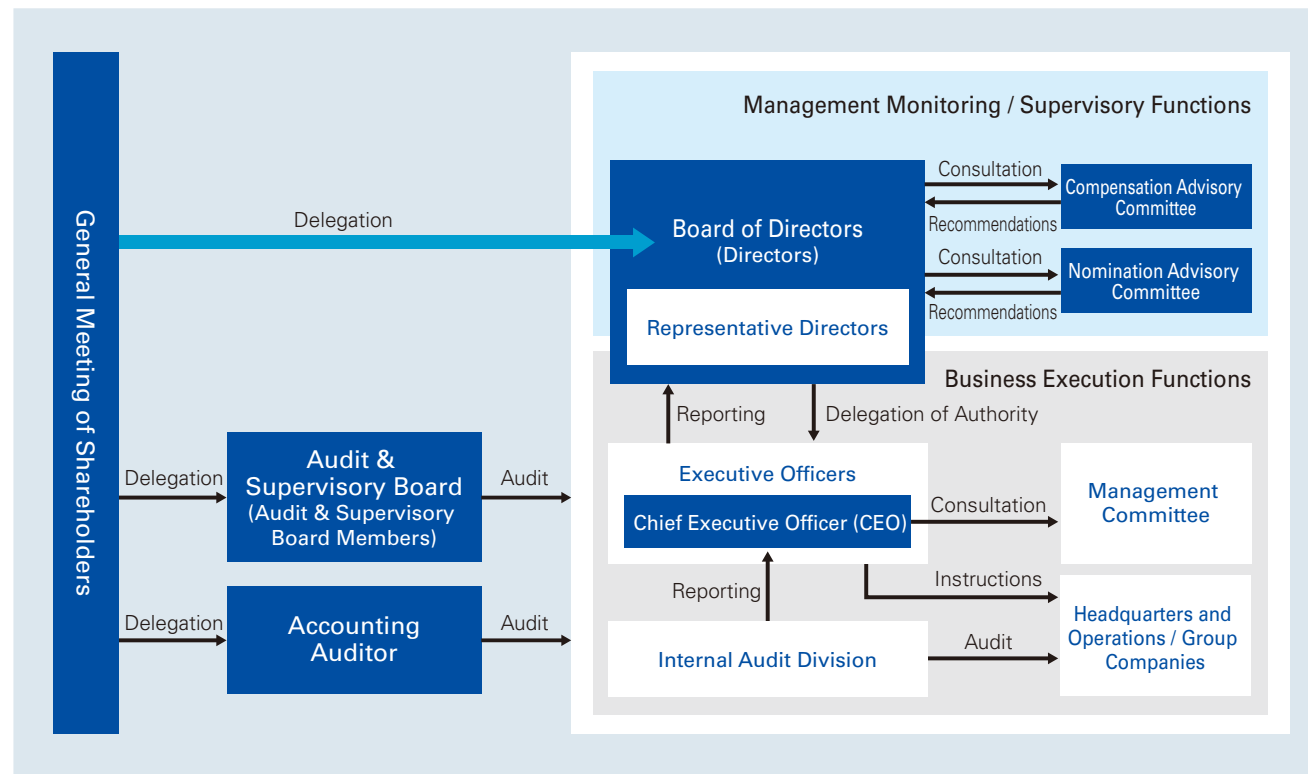 General Meeting of Shareholders
Management Monitoring / Supervisory Functions
Delegation
Board of Directors
(Directors)
Representative Directors
Consultation
Recommendations
Compensation Advisory
Committee
Consultation
Recommendations
Nomination Advisory
Committee
Business Execution Functions
Reporting
Delegation of Authority
Delegation
Audit &
Supervisory Board
(Audit & Supervisory
Board Members)
Audit
Executive Officers
Chief Executive Officer (CEO)
Consultation
Management
Committee
Reporting
Instructions
Delegation
Accounting
Auditor
Audit
Internal Audit Division
Audit
Headquarters and
Operations / Group
Companies